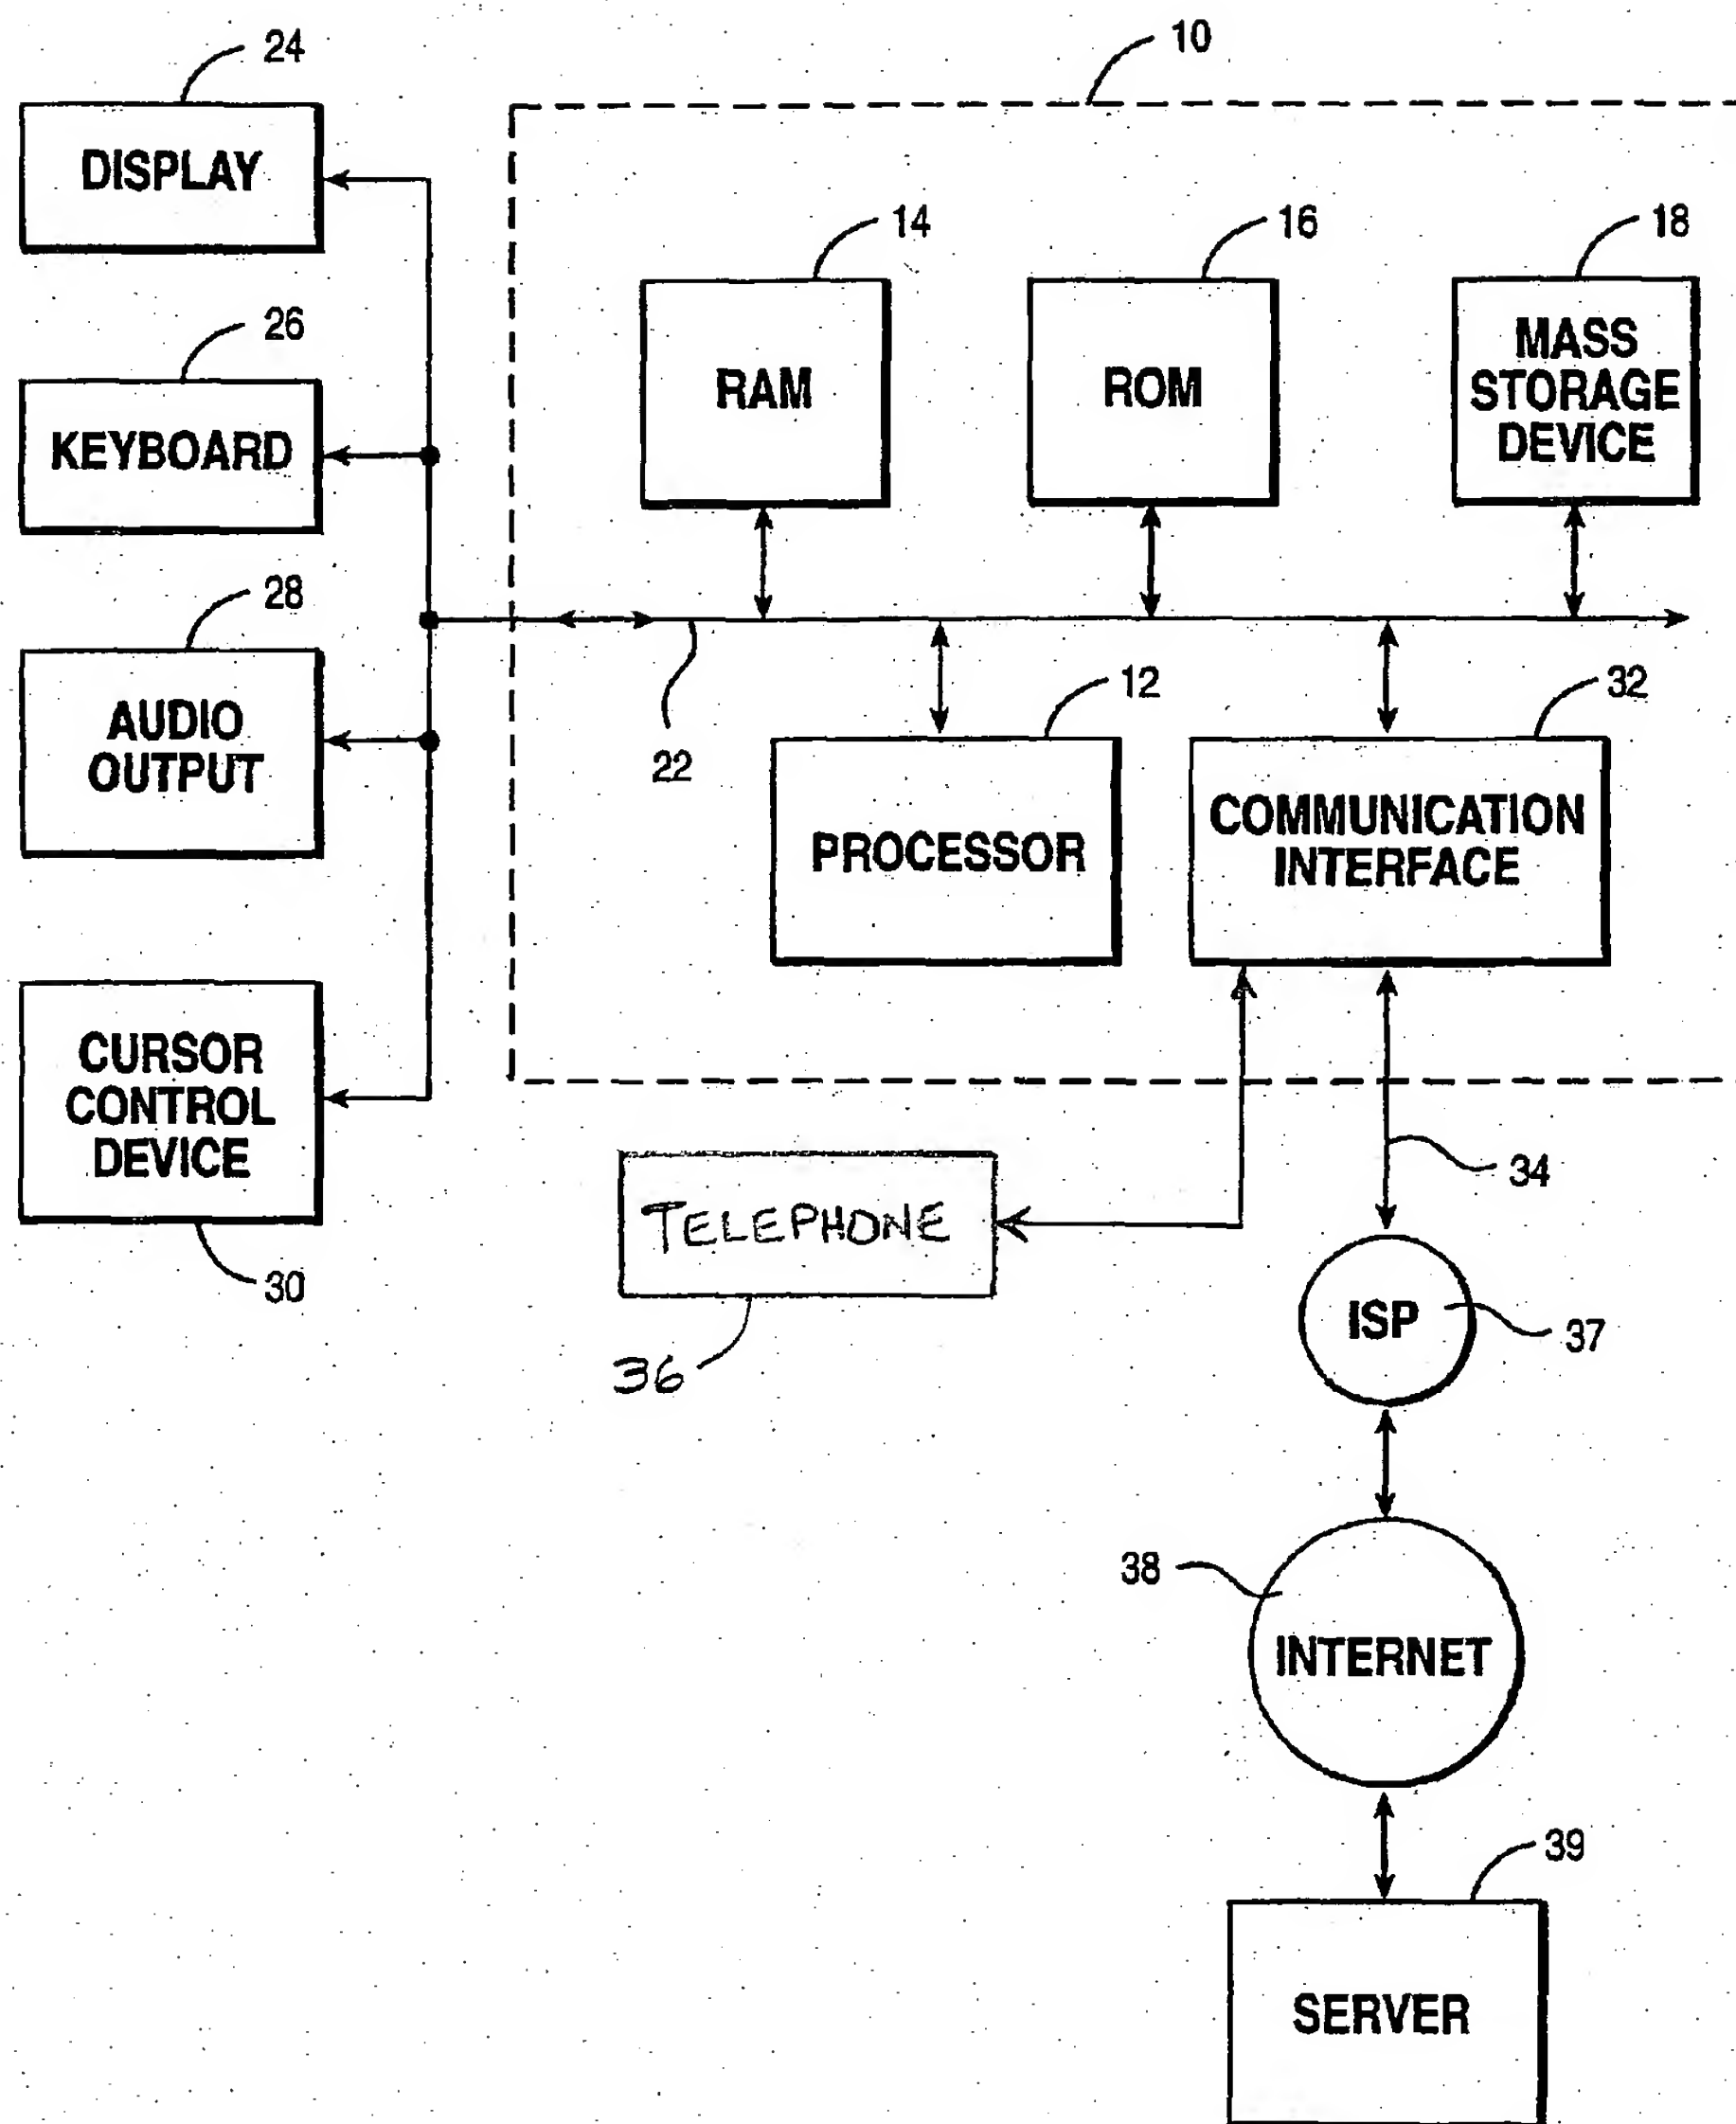 24
10
DISPLAY
14
16
18
26
RAM
ROM
MASS
STORAGE
DEVICE
KEYBOARD
28
AUDIO
OUTPUT
22
12
32
PROCESSOR
COMMUNICATION
INTERFACE
CURSOR
CONTROL
DEVICE
30
TELEPHONE
36
34
ISP
37
38
INTERNET
39
SERVER